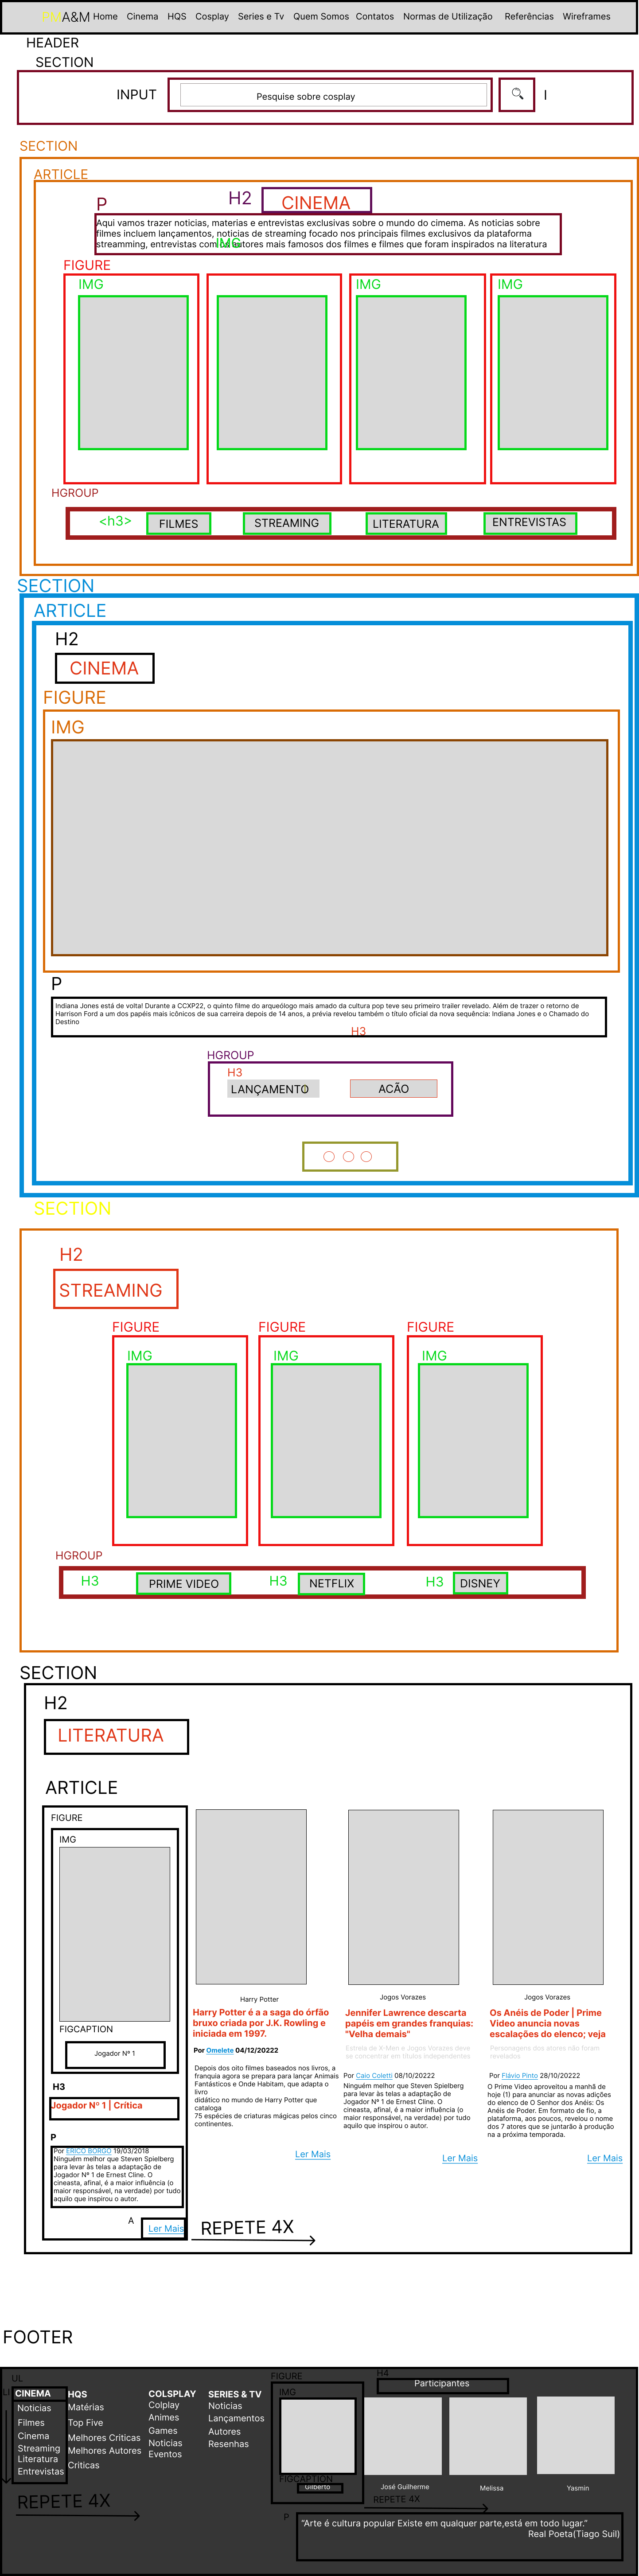 A&M Home Cinema HQS Cosplay Series e Tv Quem Somos Contatos Normas de Utilização Referências Wireframes
HEADER
SECTION
INPUT
Pesquise sobre cosplay
I
SECTION
ARTICLE
P
H2
CINEMA
Aqui vamos trazer noticias, materias e entrevistas exclusivas sobre o mundo do cimema. As noticias sobre
filmes incluem lançamentos, noticias de streaming focado nos principais filmes exclusivos da plataforma
streamming, entrevistas com atores mais famosos dos filmes e filmes que foram inspirados na literatura
IMG
FIGURE
IMG
IMG
IMG
HGROUP
<h3>
FILMES
STREAMING
LITERATURA
ENTREVISTAS
SECTION
ARTICLE
H2
CINEMA
FIGURE
IMG
P
Indiana Jones está de volta! Durante a CCXP22, o quinto filme do arqueólogo mais amado da cultura pop teve seu primeiro trailer revelado. Além de trazer o retorno de
Harrison Ford a um dos papéis mais icônicos de sua carreira depois de 14 anos, a prévia revelou também o título oficial da nova sequência: Indiana Jones e o Chamado do
Destino
H3
HGROUP
H3
LANÇAMENTO
ACÃO
SECTION
H2
STREAMING
FIGURE
FIGURE
FIGURE
IMG
IMG
IMG
HGROUP
H3
PRIME VIDEO
H3
NETFLIX
H3
DISNEY
SECTION
H2
LITERATURA
ARTICLE
FIGURE
IMG
FIGCAPTION
Jogador Nº 1
H3
Jogador Nº 1 | Crítica
P
Por ÉRICO BORGO 19/03/2018
Ninguém melhor que Steven Spielberg
para levar às telas a adaptação de
Jogador Nº 1 de Ernest Cline. O
cineasta, afinal, é a maior influência (o
maior responsável, na verdade) por tudo
aquilo que inspirou o autor.
A
Ler Mais
Harry Potter
Harry Potter é a a saga do órfão
bruxo criada por J.K. Rowling e
iniciada em 1997.
Por Omelete 04/12/20222
Depois dos oito filmes baseados nos livros, a
franquia agora se prepara para lançar Animais
Fantásticos e Onde Habitam, que adapta o
livro
didático no mundo de Harry Potter que
cataloga
75 espécies de criaturas mágicas pelos cinco
continentes.
Ler Mais
Jogos Vorazes
Jennifer Lawrence descarta
papéis em grandes franquias:
"Velha demais"
Estrela de X-Men e Jogos Vorazes deve
se concentrar em títulos independentes
Por Caio Coletti 08/10/20222
Ninguém melhor que Steven Spielberg
para levar às telas a adaptação de
Jogador Nº 1 de Ernest Cline. O
cineasta, afinal, é a maior influência (o
maior responsável, na verdade) por tudo
aquilo que inspirou o autor.
Ler Mais
Jogos Vorazes
Os Anéis de Poder | Prime
Video anuncia novas
escalações do elenco; veja
Personagens dos atores não foram
revelados
Por Flávio Pinto 28/10/20222
O Prime Video aproveitou a manhã de
hoje (1) para anunciar as novas adições
do elenco de O Senhor dos Anéis: Os
Anéis de Poder. Em formato de fio, a
plataforma, aos poucos, revelou o nome
dos 7 atores que se juntarão à produção
na a próxima temporada.
Ler Mais
REPETE 4X
FOOTER
UL
LI
CINEMA
Noticias
Filmes
Cinema
Streaming
Literatura
Entrevistas
HQS
Matérias
Top Five
Melhores Criticas
Melhores Autores
Criticas
COLSPLAY
Colplay
Animes
Games
Noticias
Eventos
SERIES & TV
Noticias
Lançamentos
Autores
Resenhas
REPETE 4X
FIGURE
IMG
FIGCAPTION
Gilberto
H4
Participantes
José Guilherme
Melissa
Yasmin
REPETE 4X
P
“Arte é cultura popular Existe em qualquer parte,está em todo lugar.”
Real Poeta(Tiago Suil)